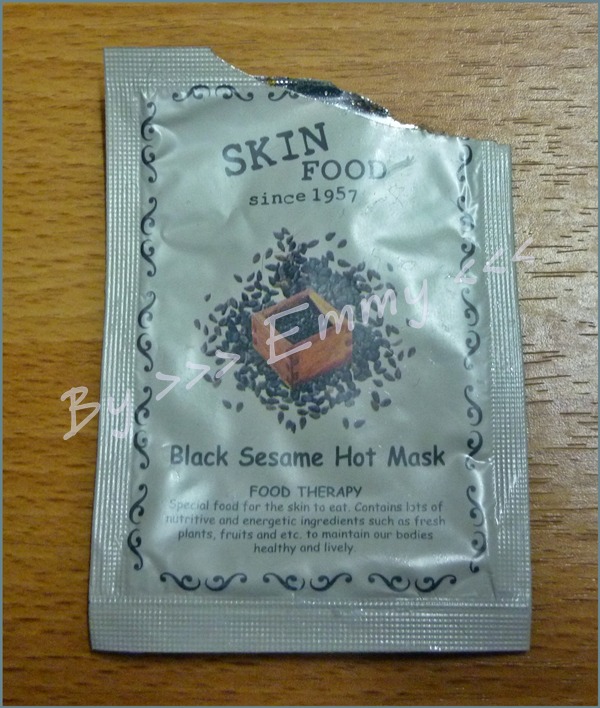 SKIN
FOOD
since 1957
By >>> Emmy <<<
Black Sesame Hot Mask
FOOD THERAPY
Special food for the skin to eat. Contains lots of
nutritive and energetic ingredients such as fresh
plants, fruits and etc. to maintain our bodies
healthy and lively.